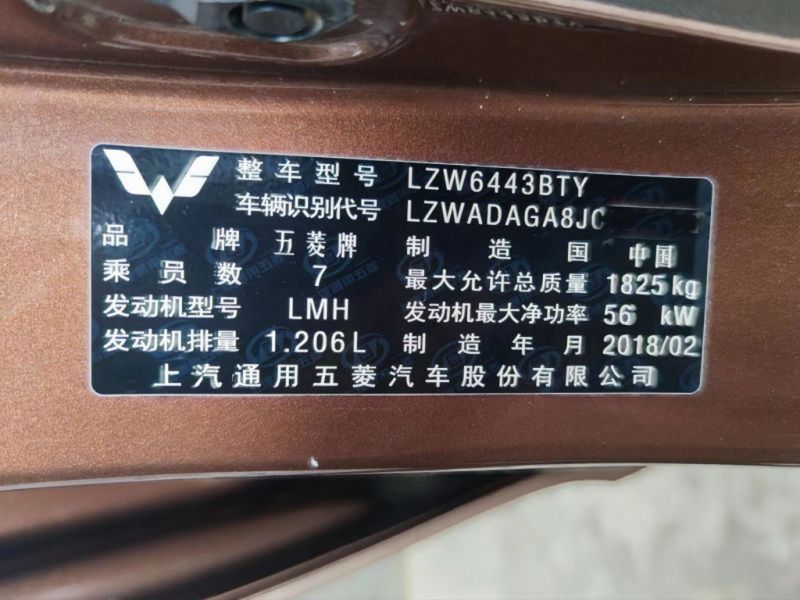 整车型号 LZW6443BTY
车辆识别代号 LZWADAGA8JC
品牌 五菱牌 制造国 中国
乘员数 7 最大允许总质量 1825kg
发动机型号 LMH 发动机最大净功率 56 kW
发动机排量 1.206L 制造年月 2018/02
上汽通用五菱汽车股份有限公司